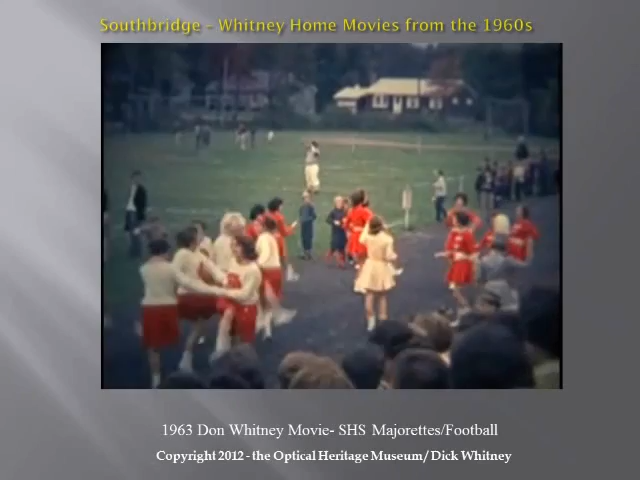 Southbridge - Whitney Home Movies from the 1960s
1963 Don Whitney Movie- SHS Majorettes/Football
Copyright 2012 - the Optical Heritage Museum / Dick Whitney